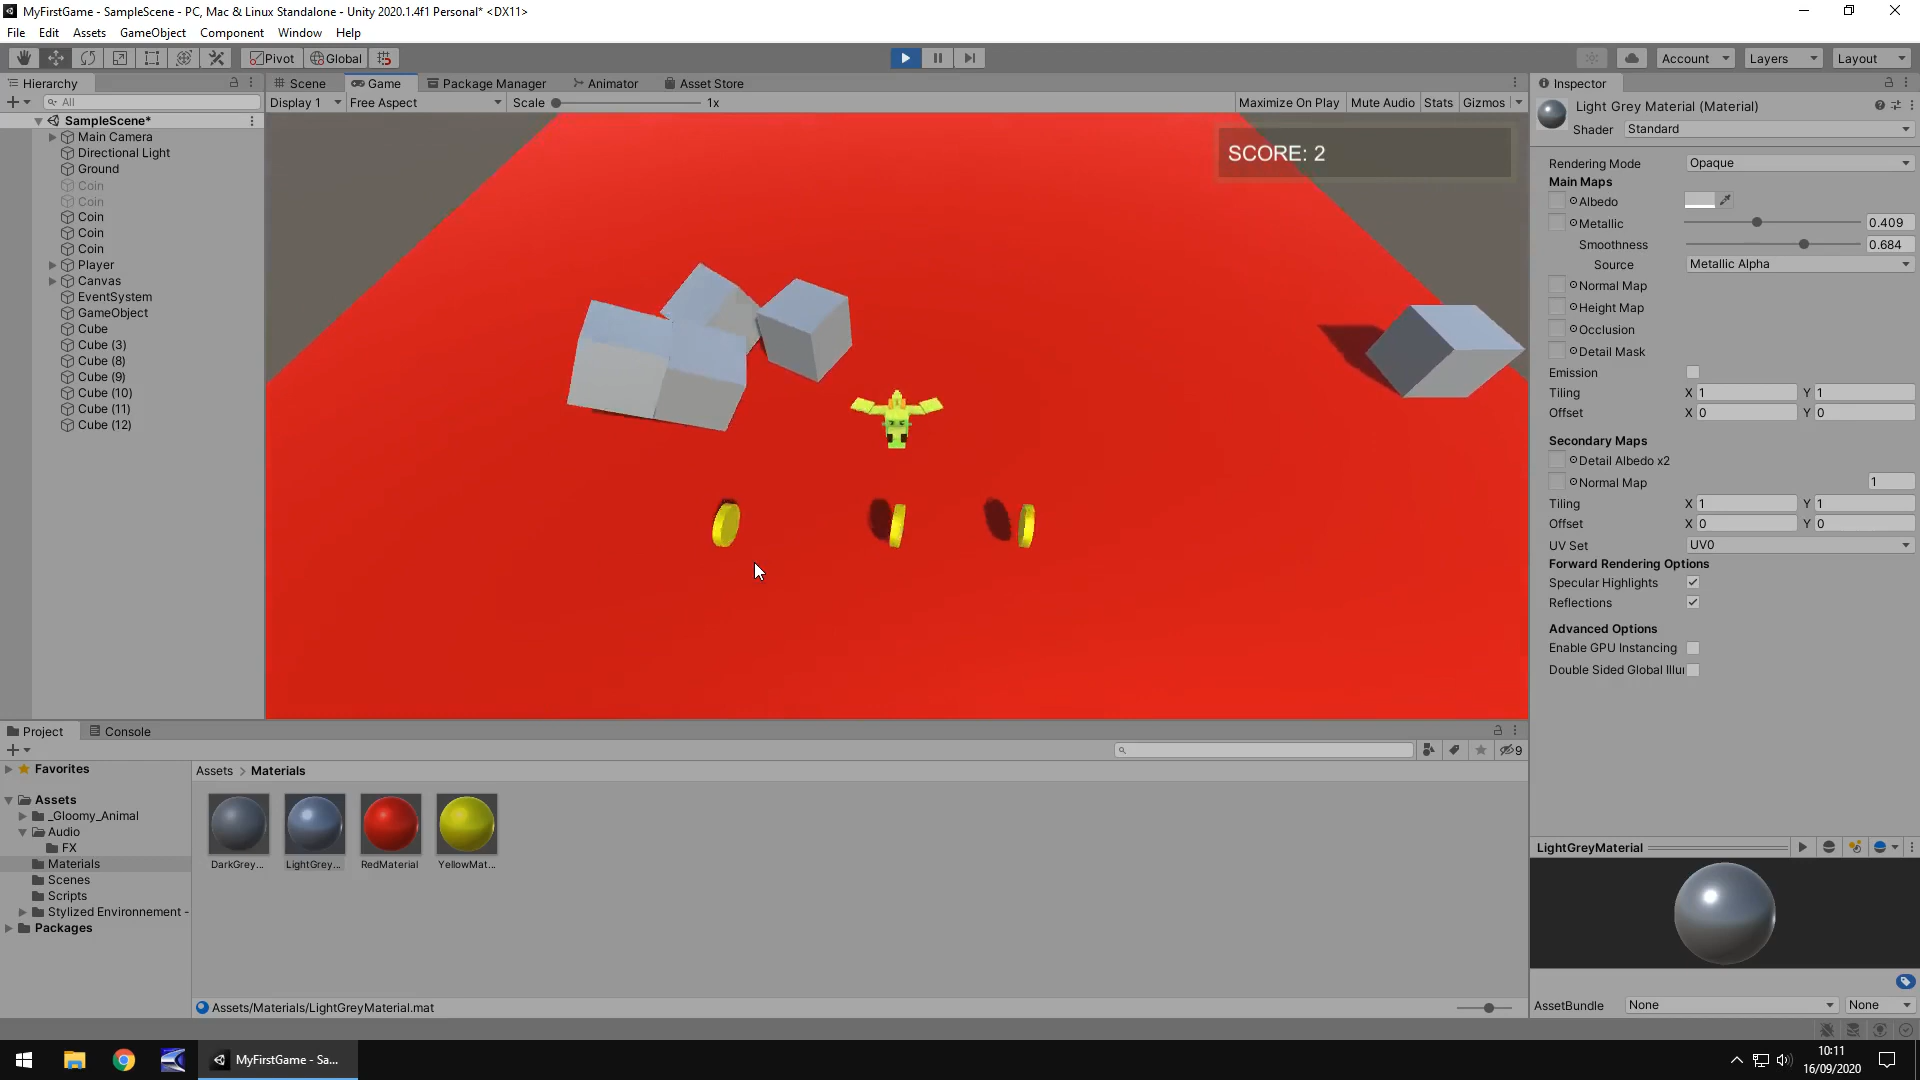 MyFirstGame - SampleScene - PC, Mac & Linux Standalone - Unity 2020.1.4f1 Personal* <DX11>
File Edit Assets GameObject Component Window Help
Pivot Global Account Layers Layout
Hierarchy Scene Game Package Manager Animator Asset Store Inspector
All Display 1 Free Aspect Scale 1x Maximize On Play Mute Audio Stats Gizmos
SampleScene*
Main Camera
Directional Light
Ground
Coin
Coin
Coin
Coin
Coin
Player
Canvas
EventSystem
GameObject
Cube
Cube (3)
Cube (8)
Cube (9)
Cube (10)
Cube (11)
Cube (12)
SCORE: 2
Light Grey Material (Material)
Shader Standard
Rendering Mode Opaque
Main Maps
Albedo
Metallic 0.409
Smoothness 0.684
Source Metallic Alpha
Normal Map
Height Map
Occlusion
Detail Mask
Emission
Tiling X 1 Y 1
Offset X 0 Y 0
Secondary Maps
Detail Albedo x2
Normal Map 1
Tiling X 1 Y 1
Offset X 0 Y 0
UV Set UV0
Forward Rendering Options
Specular Highlights
Reflections
Advanced Options
Enable GPU Instancing
Double Sided Global Illu
Project Console
9
Favorites
Assets
_Gloomy_Animal
Audio
FX
Materials
Scenes
Scripts
Stylized Environnement -
Packages
Assets > Materials
DarkGrey... LightGrey... RedMaterial YellowMat...
Assets/Materials/LightGreyMaterial.mat
LightGreyMaterial
AssetBundle None None
MyFirstGame - Sa...
10:11
16/09/2020